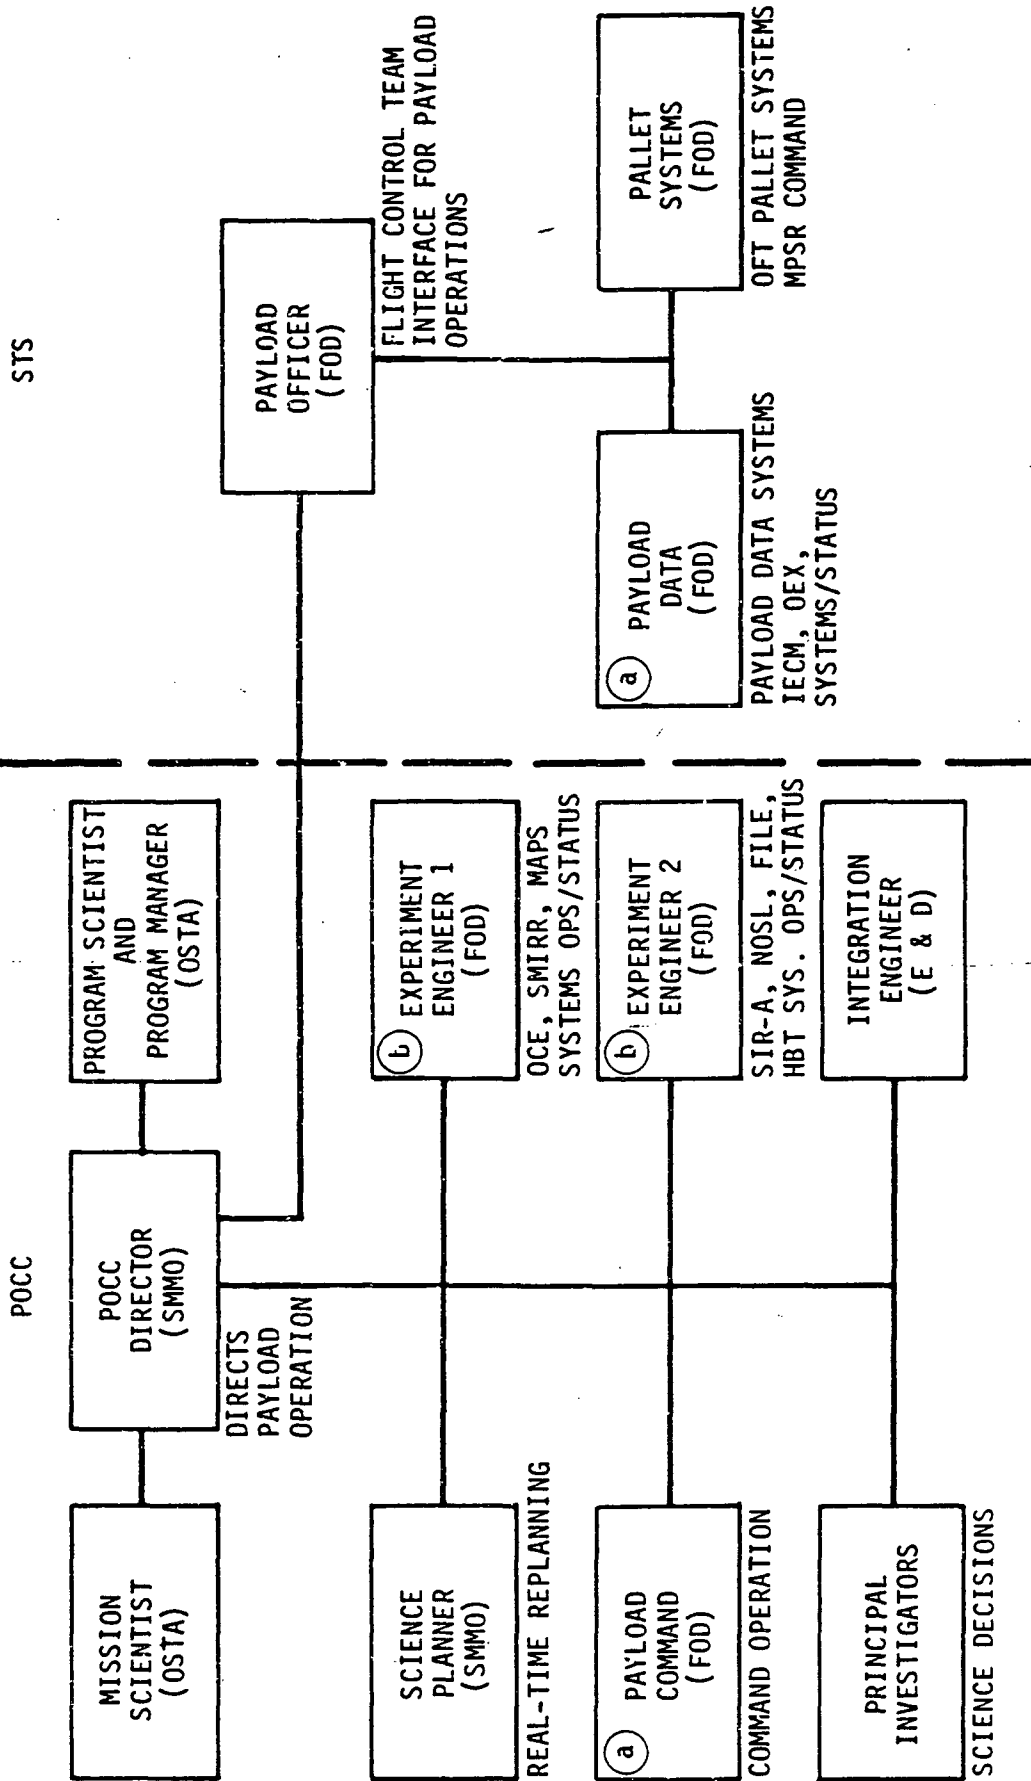 POCC
STS
MISSION
SCIENTIST
(OSTA)
POCC
DIRECTOR
(SMMO)
DIRECTS
PAYLOAD
OPERATION
PROGRAM SCIENTIST
AND
PROGRAM MANAGER
(OSTA)
PAYLOAD
OFFICER
(FOD)
FLIGHT CONTROL TEAM
INTERFACE FOR PAYLOAD
OPERATIONS
SCIENCE
PLANNER
(SMMO)
REAL-TIME REPLANNING
b
EXPERIMENT
ENGINEER 1
(FOD)
OCE, SMIRR, MAPS
SYSTEMS OPS/STATUS
a
PAYLOAD
COMMAND
(FOD)
COMMAND OPERATION
b
EXPERIMENT
ENGINEER 2
(FOD)
SIR-A, NOSL, FILE,
HBT SYS. OPS/STATUS
a
PAYLOAD
DATA
(FOD)
PAYLOAD DATA SYSTEMS
IECM, OEX,
SYSTEMS/STATUS
PALLET
SYSTEMS
(FOD)
OFT PALLET SYSTEMS
MPSR COMMAND
PRINCIPAL
INVESTIGATORS
SCIENCE DECISIONS
INTEGRATION
ENGINEER
(E & D)